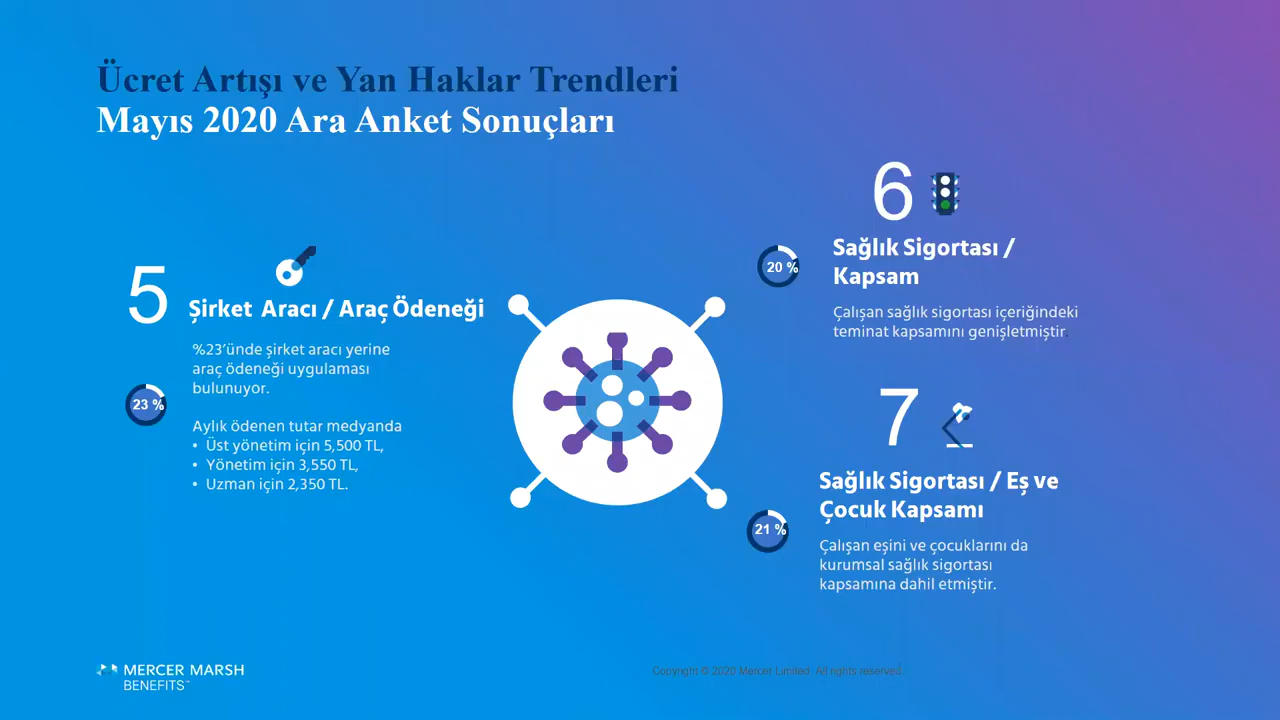 Ücret Artışı ve Yan Haklar Trendleri
Mayıs 2020 Ara Anket Sonuçları
5
Şirket Aracı / Araç Ödeneği
23 %
%23'ünde şirket aracı yerine
araç ödeneği uygulaması
bulunuyor.
Aylık ödenen tutar medyanda
• Üst yönetim için 5,500 TL,
• Yönetim için 3,550 TL,
• Uzman için 2,350 TL.
6
20 %
Sağlık Sigortası /
Kapsam
Çalışan sağlık sigortası içeriğindeki
teminat kapsamını genişletmiştir.
7
Sağlık Sigortası / Eş ve
Çocuk Kapsamı
21 %
Çalışan eşini ve çocuklarını da
kurumsal sağlık sigortası
kapsamına dahil etmiştir.
MERCER MARSH
BENEFITS™
Copyright © 2020 Mercer Limited. All rights reserved.